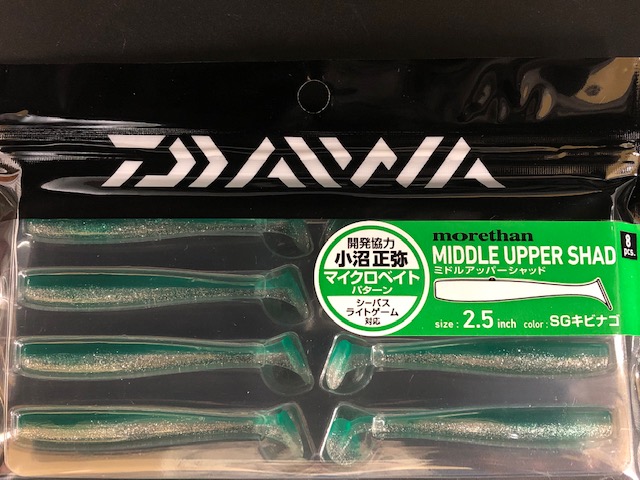 DAIWA
開発協力
小沼 正弥
マイクロベイト
パターン
シーバス
ライトゲーム
対応
morethan
MIDDLE UPPER SHAD
ミドルアッパーシャッド
size : 2.5 inch color : SGキビナゴ
8
pcs.